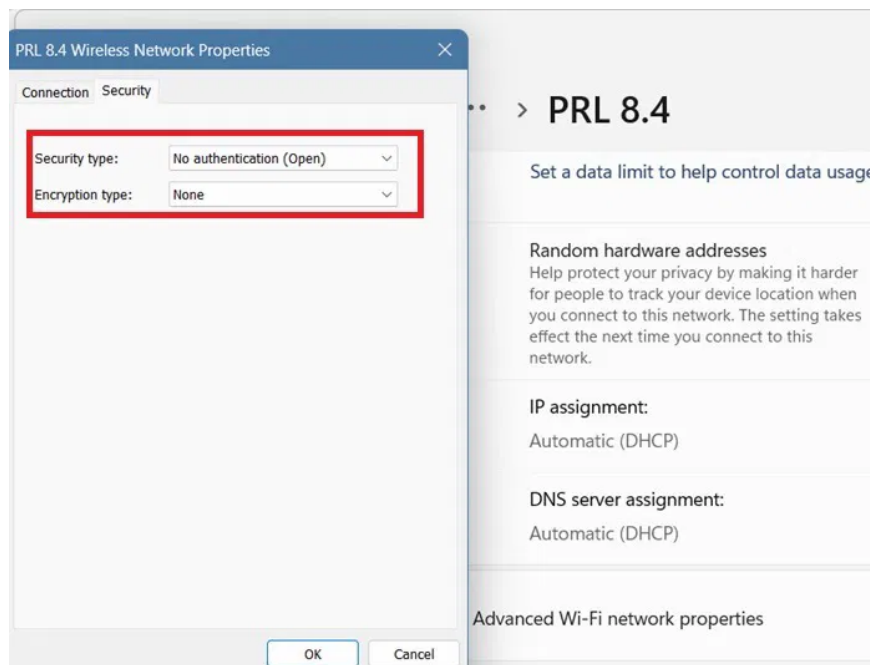 PRL 8.4 Wireless Network Properties
Connection
Security
Security type:
No authentication (Open)
Encryption type:
None
OK
Cancel
PRL 8.4
Set a data limit to help control data usage
Random hardware addresses
Help protect your privacy by making it harder
for people to track your device location when
you connect to this network. The setting takes
effect the next time you connect to this
network.
IP assignment:
Automatic (DHCP)
DNS server assignment:
Automatic (DHCP)
Advanced Wi-Fi network properties